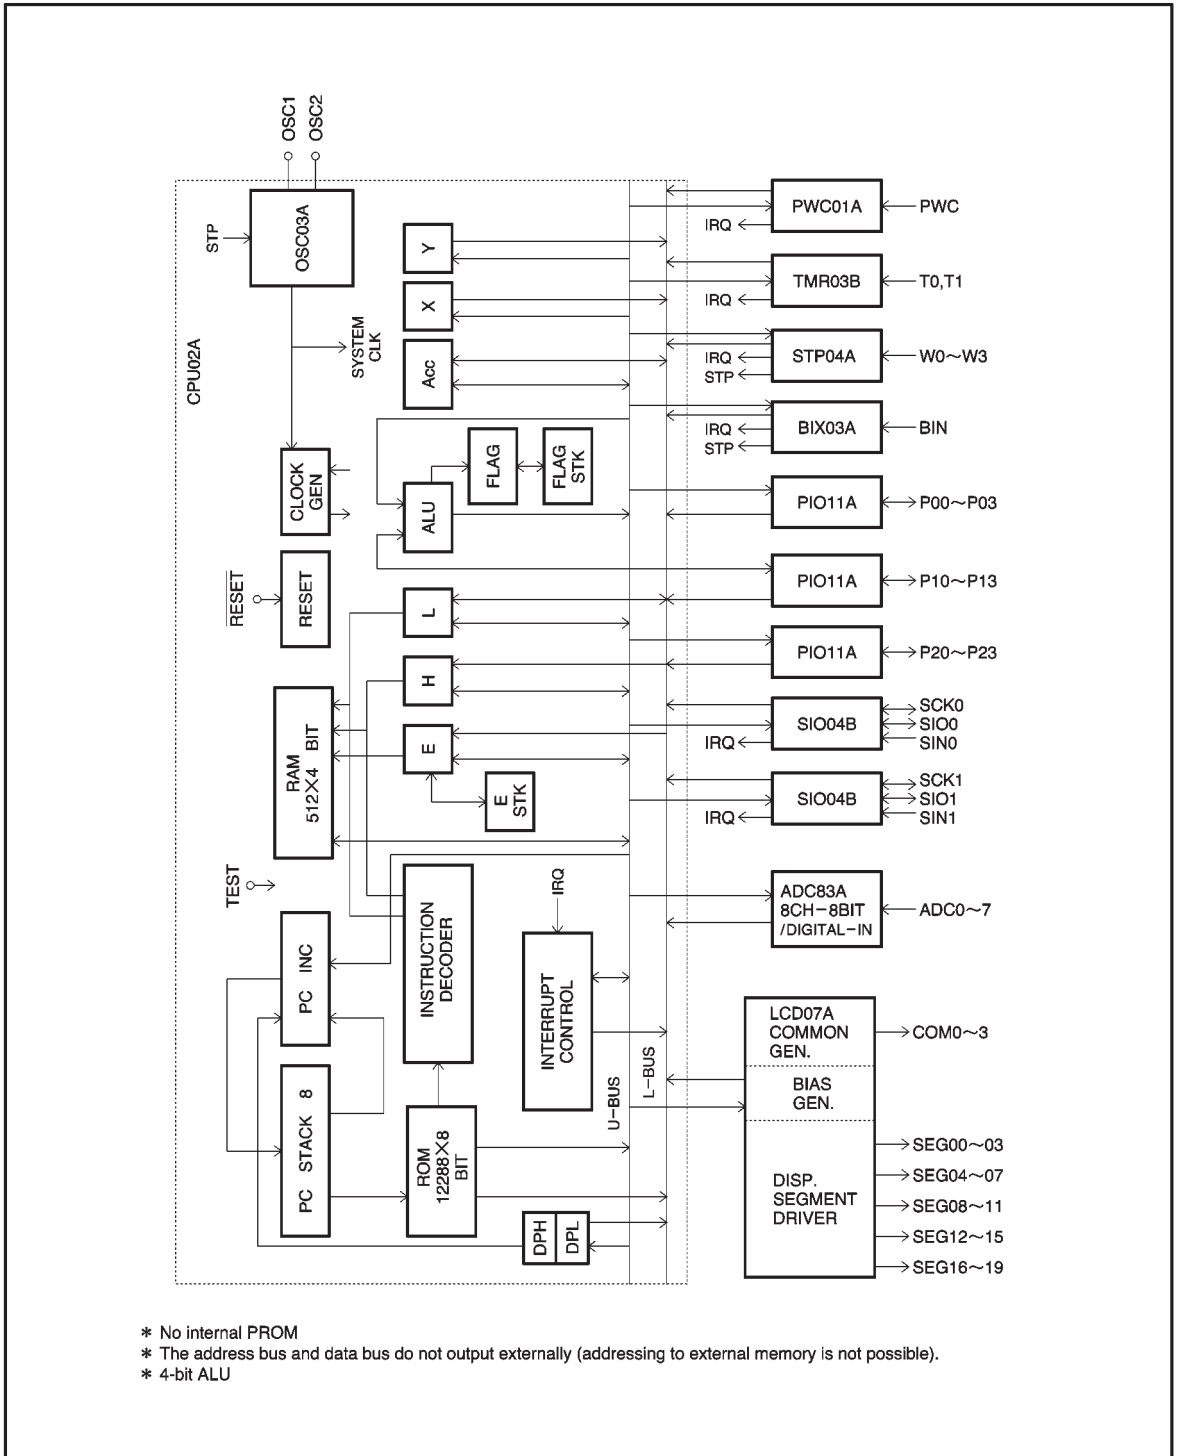 OSC1
OSC2
STP
OSC03A
CPU02A
SYSTEM
CLK
Y
X
Acc
CLOCK
GEN
FLAG
FLAG
STK
ALU
RESET
RESET
L
H
E
E
STK
RAM
512×4 BIT
TEST
PC INC
INSTRUCTION
DECODER
IRQ
INTERRUPT
CONTROL
PC STACK 8
ROM
12288×8
BIT
DPH
DPL
U-BUS
L-BUS
PWC01A
PWC
IRQ
TMR03B
T0,T1
IRQ
STP04A
W0~W3
IRQ
STP
BIX03A
BIN
IRQ
STP
PIO11A
P00~P03
PIO11A
P10~P13
PIO11A
P20~P23
SIO04B
SCK0
SIO0
SIN0
IRQ
SIO04B
SCK1
SIO1
SIN1
IRQ
ADC83A
8CH-8BIT
/DIGITAL-IN
ADC0~7
LCD07A
COMMON
GEN.
COM0~3
BIAS
GEN.
DISP.
SEGMENT
DRIVER
SEG00~03
SEG04~07
SEG08~11
SEG12~15
SEG16~19
* No internal PROM
* The address bus and data bus do not output externally (addressing to external memory is not possible).
* 4-bit ALU